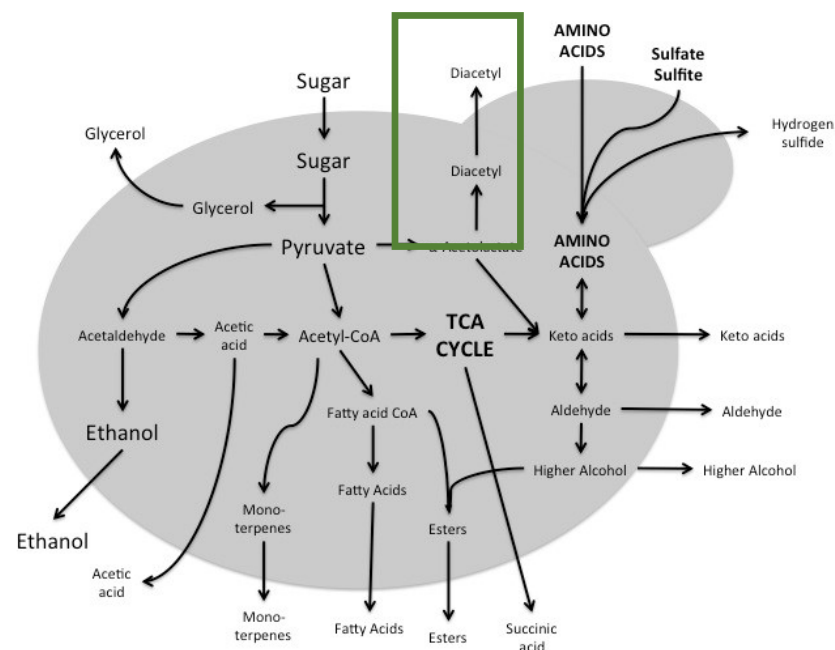 AMINO
ACIDS
Sulfate
Sulfite
Diacetyl
Sugar
Glycerol
Hydrogen
sulfide
Sugar
Diacetyl
Glycerol
Pyruvate
AMINO
ACIDS
Acetaldehyde
Acetic
acid
Acetyl-CoA
TCA
CYCLE
Keto acids
Keto acids
Fatty acid CoA
Aldehyde
Aldehyde
Ethanol
Higher Alcohol
Higher Alcohol
Fatty Acids
Mono-
terpenes
Esters
Ethanol
Acetic
acid
Mono-
terpenes
Fatty Acids
Esters
Succinic
acid